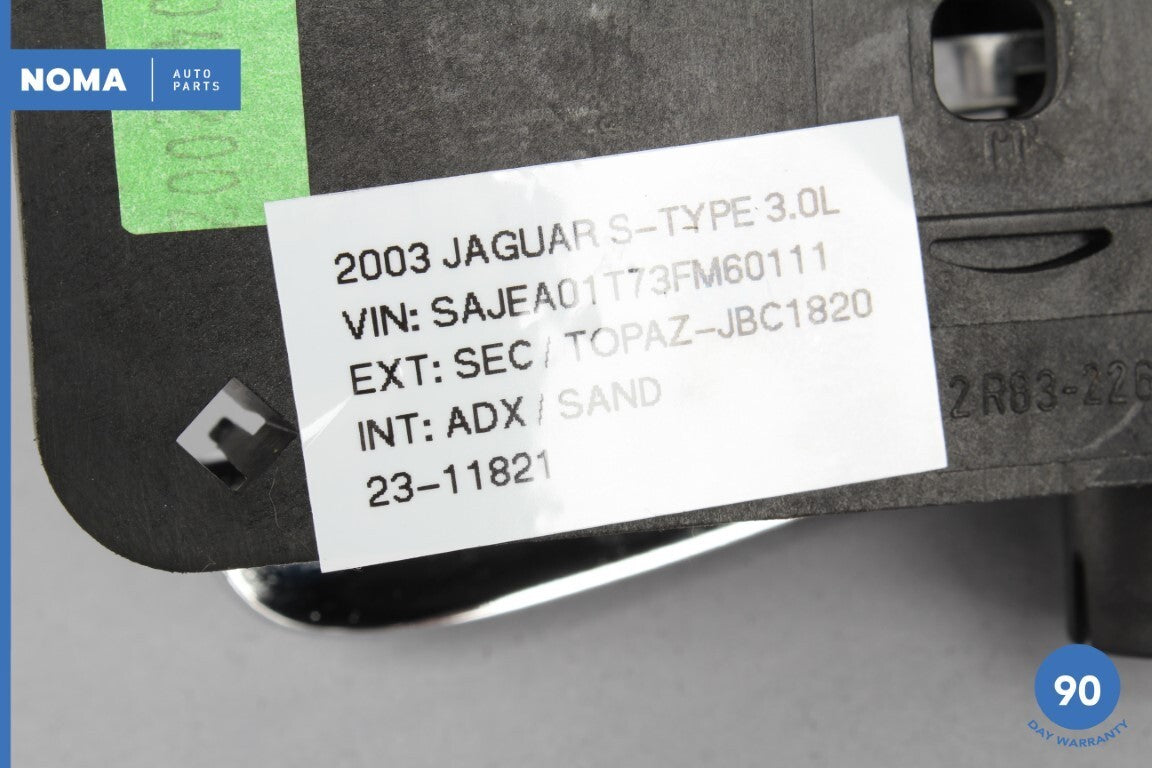 NOMA AUTO PARTS
2003 JAGUAR S-TYPE 3.0L
VIN: SAJEA01T73FM60111
EXT: SEC / TOPAZ-JBC1820
INT: ADX / SAND
23-11821
2R83-226
90
DAY WARRANTY